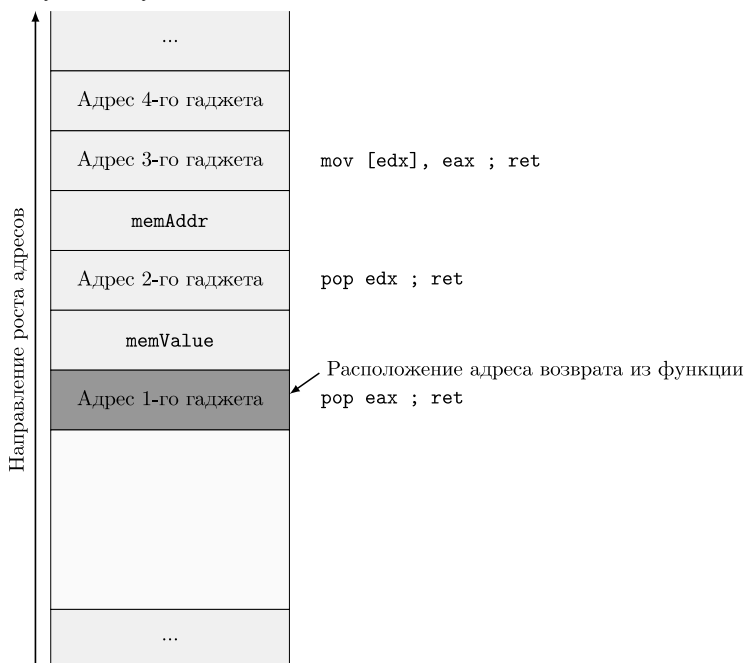 ...
Адрес 4-го гаджета
Адрес 3-го гаджета
mov [edx], eax ; ret
memAddr
Адрес 2-го гаджета
pop edx ; ret
memValue
Расположение адреса возврата из функции
Адрес 1-го гаджета
pop eax ; ret
...
Направление роста адресов